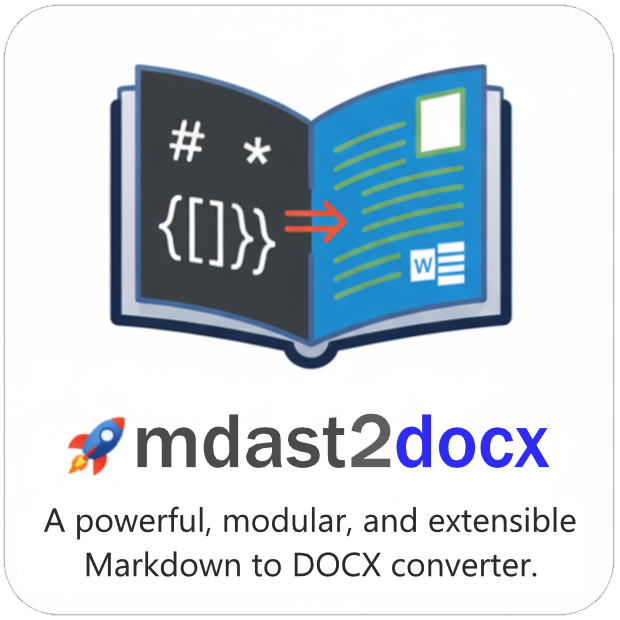 # *
{[]}}
W
mdast2docx
A powerful, modular, and extensible
Markdown to DOCX converter.